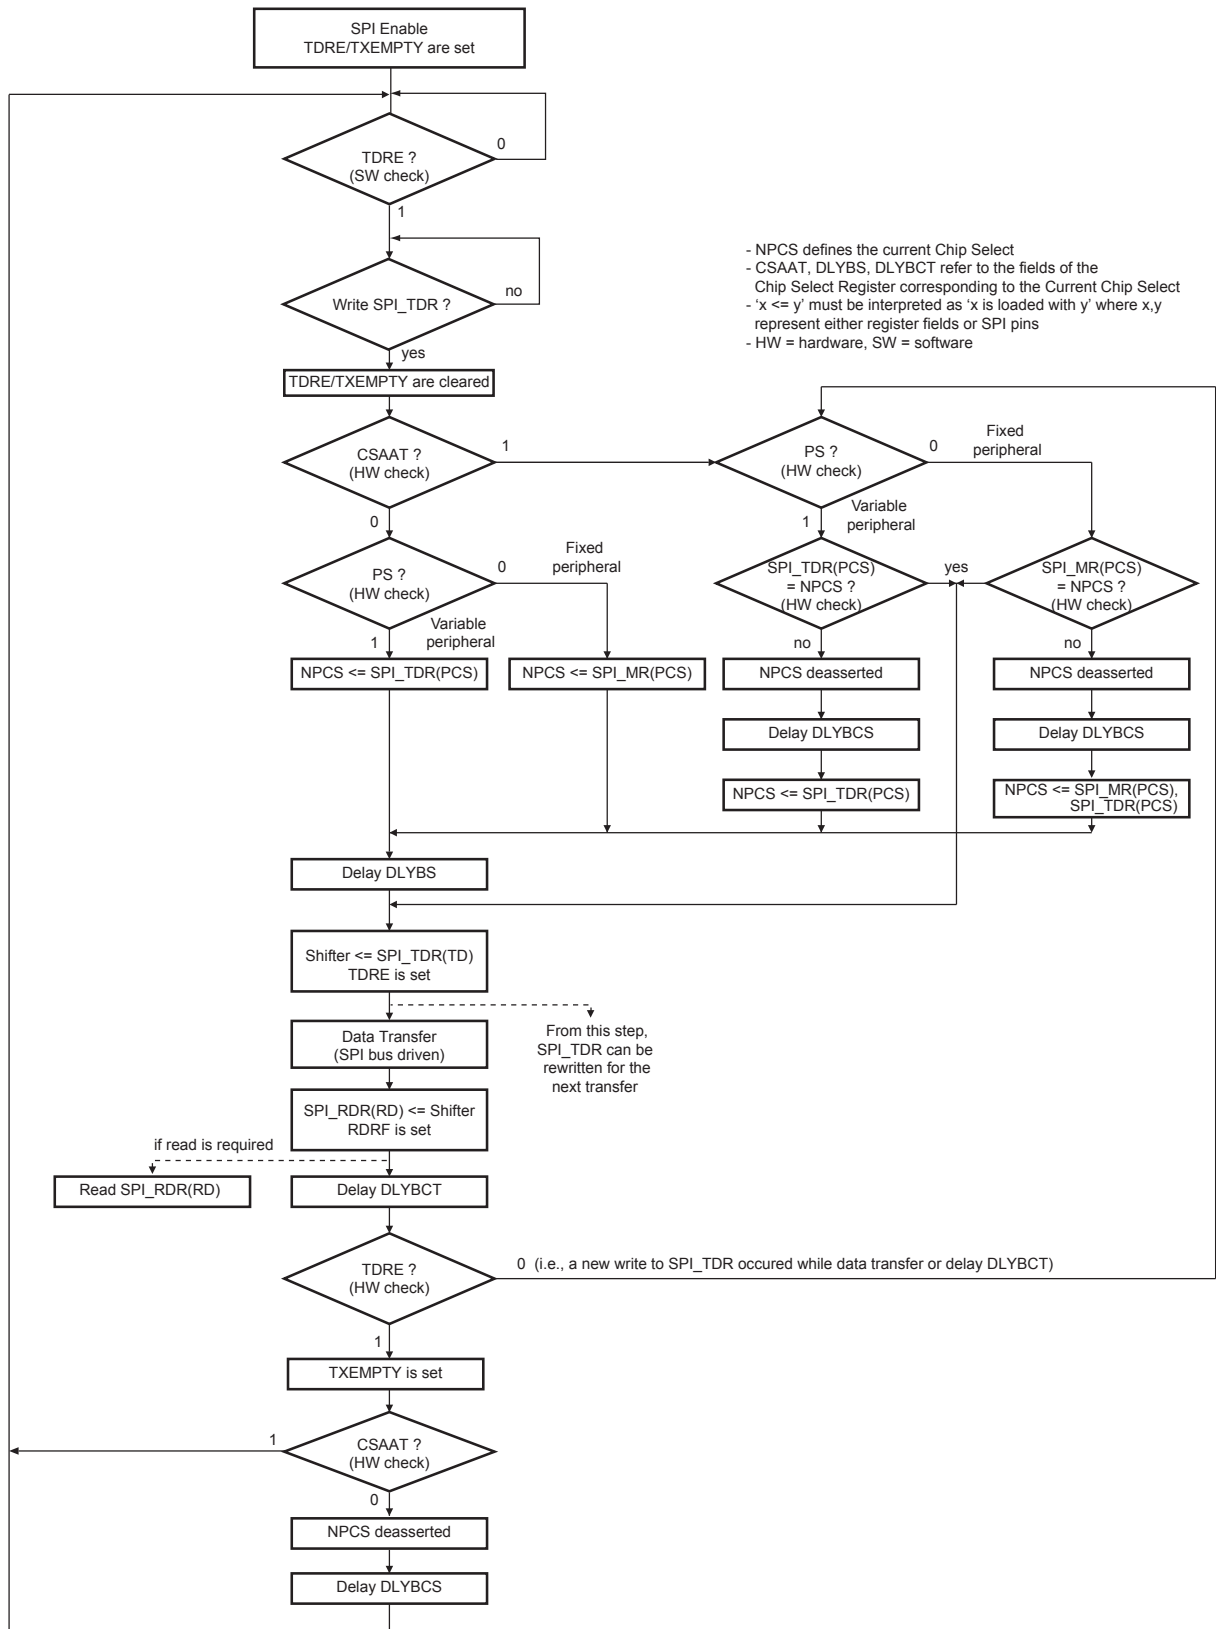 SPI Enable
TDRE/TXEMPTY are set
TDRE ?
(SW check)
0
1
Write SPI_TDR ?
no
yes
- NPCS defines the current Chip Select
- CSAAT, DLYBS, DLYBCT refer to the fields of the
Chip Select Register corresponding to the Current Chip Select
- ‘x <= y’ must be interpreted as ‘x is loaded with y’ where x,y
represent either register fields or SPI pins
- HW = hardware, SW = software
TDRE/TXEMPTY are cleared
CSAAT ?
(HW check)
1
0
PS ?
(HW check)
0
Fixed
peripheral
1
Variable
peripheral
PS ?
(HW check)
0
Fixed
peripheral
1
Variable
peripheral
SPI_TDR(PCS)
= NPCS ?
(HW check)
yes
no
SPI_MR(PCS)
= NPCS ?
(HW check)
no
NPCS <= SPI_TDR(PCS)
NPCS <= SPI_MR(PCS)
NPCS deasserted
NPCS deasserted
Delay DLYBCS
Delay DLYBCS
NPCS <= SPI_TDR(PCS)
NPCS <= SPI_MR(PCS),
SPI_TDR(PCS)
Delay DLYBS
Shifter <= SPI_TDR(TD)
TDRE is set
Data Transfer
(SPI bus driven)
From this step,
SPI_TDR can be
rewritten for the
next transfer
SPI_RDR(RD) <= Shifter
RDRF is set
if read is required
Read SPI_RDR(RD)
Delay DLYBCT
TDRE ?
(HW check)
0 (i.e., a new write to SPI_TDR occured while data transfer or delay DLYBCT)
1
TXEMPTY is set
CSAAT ?
(HW check)
1
0
NPCS deasserted
Delay DLYBCS